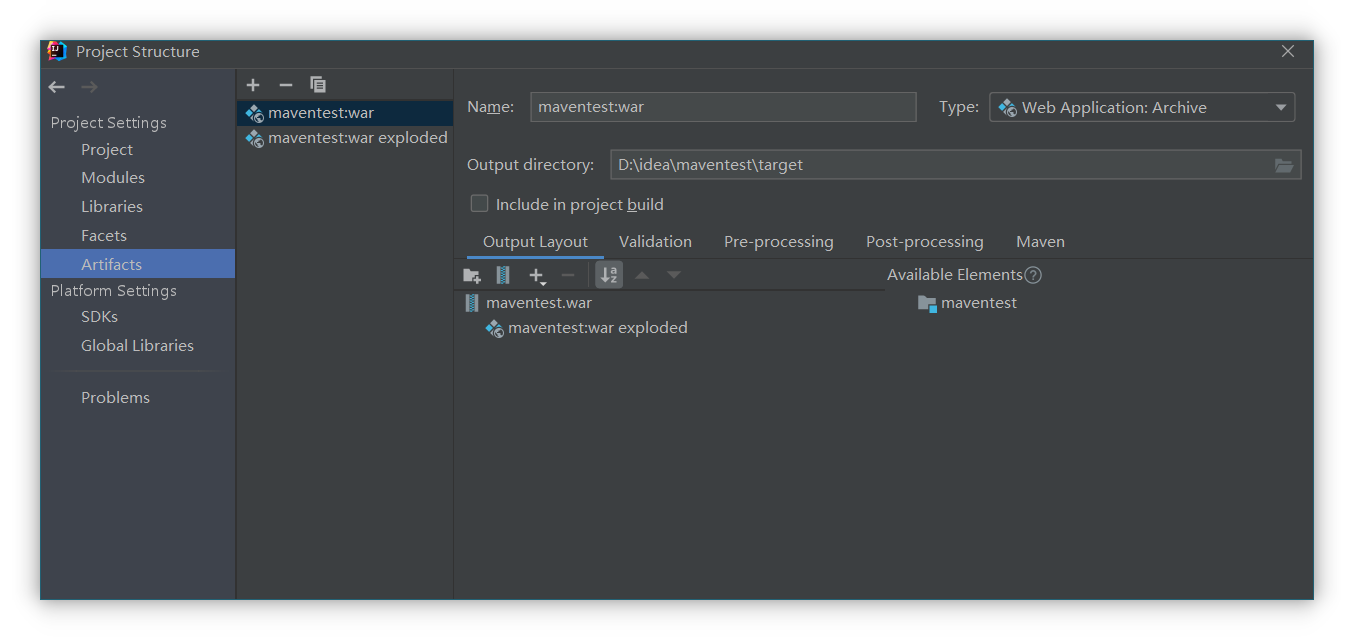 Project Structure
Project Settings
Project
Modules
Libraries
Facets
Artifacts
Platform Settings
SDKs
Global Libraries
Problems
maventest:war
maventest:war exploded
Name: maventest:war Type: Web Application: Archive
Output directory: D:\idea\maventest\target
Include in project build
Output Layout Validation Pre-processing Post-processing Maven
Available Elements
maventest.war
maventest:war exploded
maventest